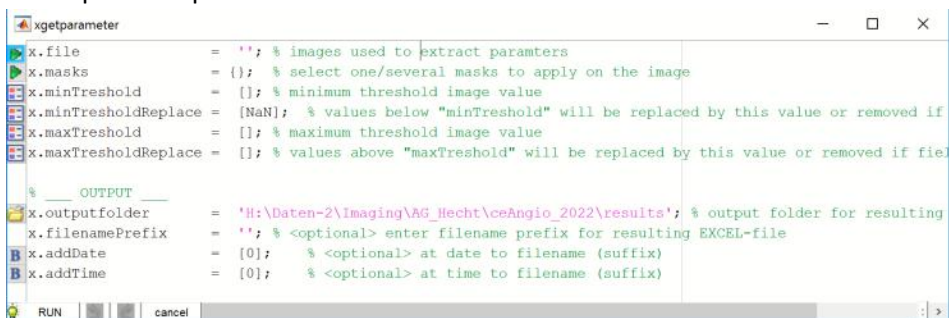 xgetparameter
x.file = ''; % images used to extract paramters
x.masks = {}; % select one/several masks to apply on the image
x.minTreshold = []; % minimum threshold image value
x.minTresholdReplace = [NaN]; % values below "minTreshold" will be replaced by this value or removed if
x.maxTreshold = []; % maximum threshold image value
x.maxTresholdReplace = []; % values above "maxTreshold" will be replaced by this value or removed if fiel
% ___ OUTPUT ___
x.outputfolder = 'H:\Daten-2\Imaging\AG_Hecht\ceAngio_2022\results'; % output folder for resulting
x.filenamePrefix = ''; % <optional> enter filename prefix for resulting EXCEL-file
B x.addDate = [0]; % <optional> at date to filename (suffix)
B x.addTime = [0]; % <optional> at time to filename (suffix)
RUN cancel